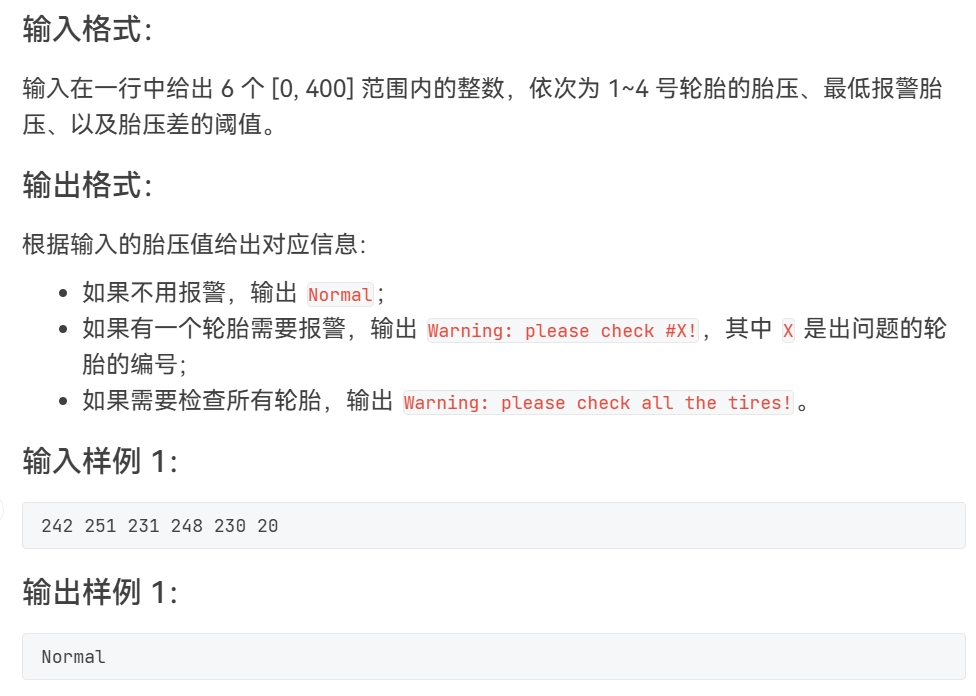 输入格式：
输入在一行中给出 6 个 [0, 400] 范围内的整数，依次为 1~4 号轮胎的胎压、最低报警胎
压、以及胎压差的阈值。
输出格式：
根据输入的胎压值给出对应信息：
• 如果不用报警，输出 Normal；
• 如果有一个轮胎需要报警，输出 Warning: please check #X!，其中 X 是出问题的轮
胎的编号；
• 如果需要检查所有轮胎，输出 Warning: please check all the tires!。
输入样例 1：
242 251 231 248 230 20
输出样例 1：
Normal